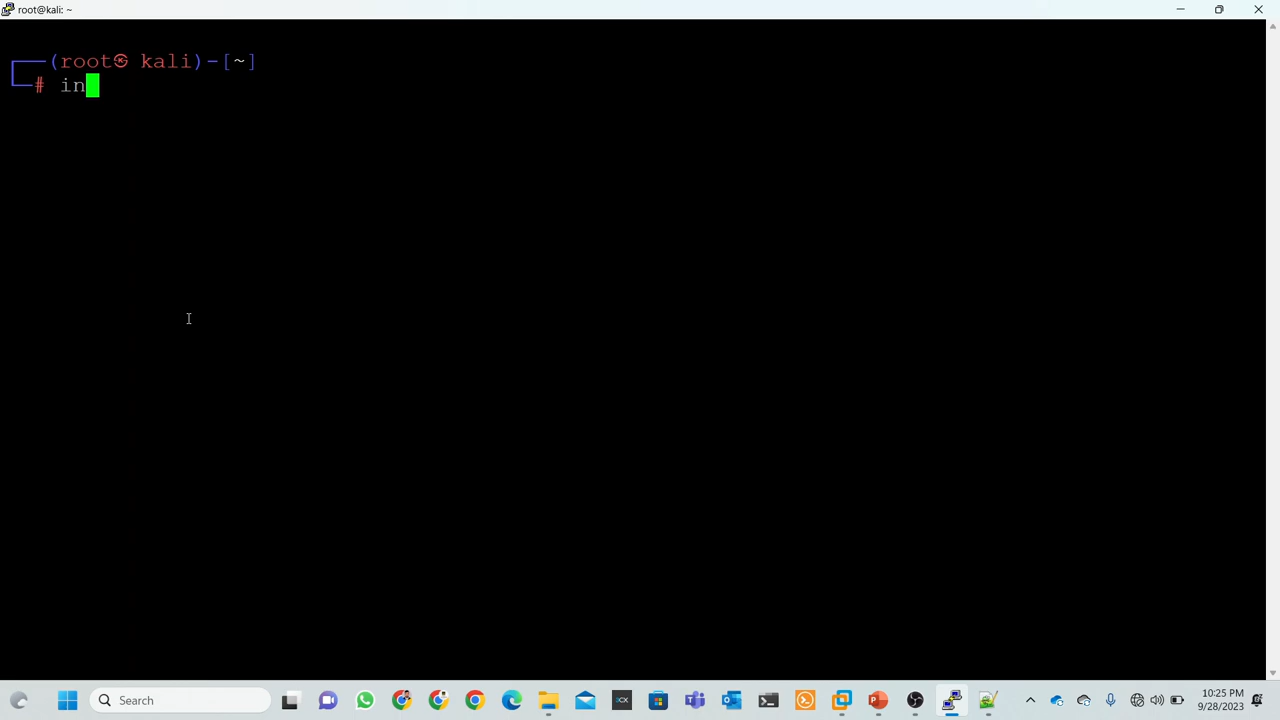 root@kali: ~
┌──(root㉿ kali)-[~]
└─# in
Search
10:25 PM
9/28/2023